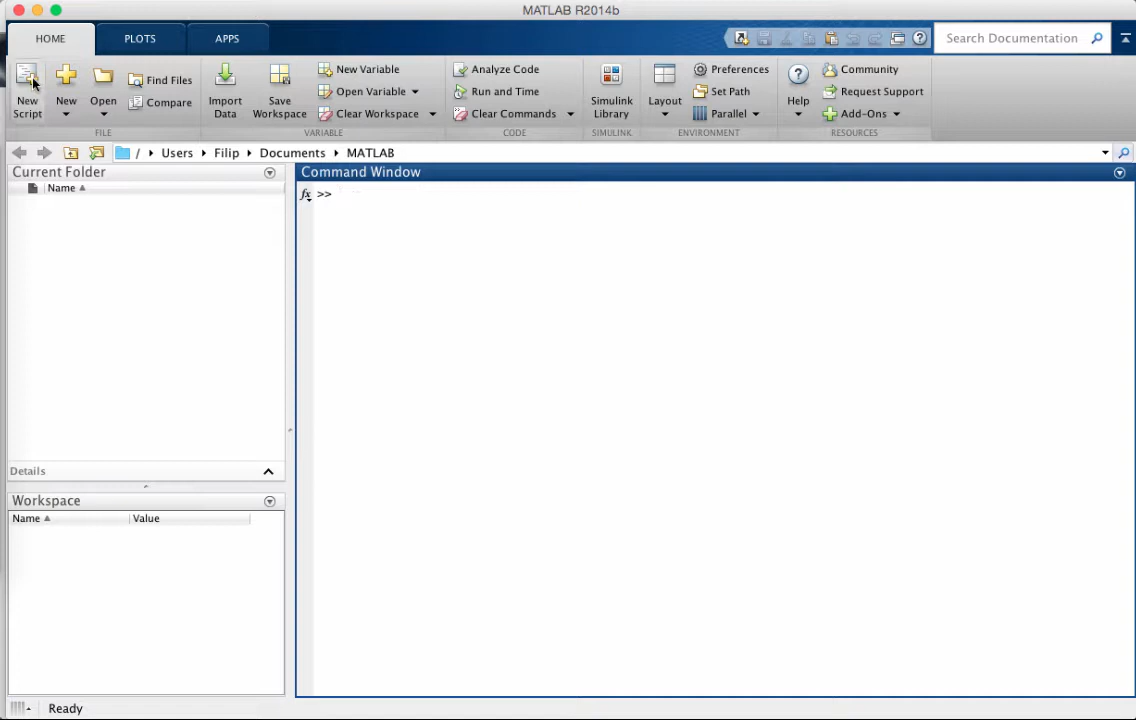 MATLAB R2014b
HOME PLOTS APPS Search Documentation
New Script New Open Find Files Compare
Import Data Save Workspace New Variable Open Variable Clear Workspace
Analyze Code Run and Time Clear Commands
Simulink Library Layout Preferences Set Path Parallel
? Help Community Request Support Add-Ons
FILE VARIABLE CODE SIMULINK ENVIRONMENT RESOURCES
/ Users Filip Documents MATLAB
Current Folder
Name
Command Window
fx >>
Details
Workspace
Name Value
Ready